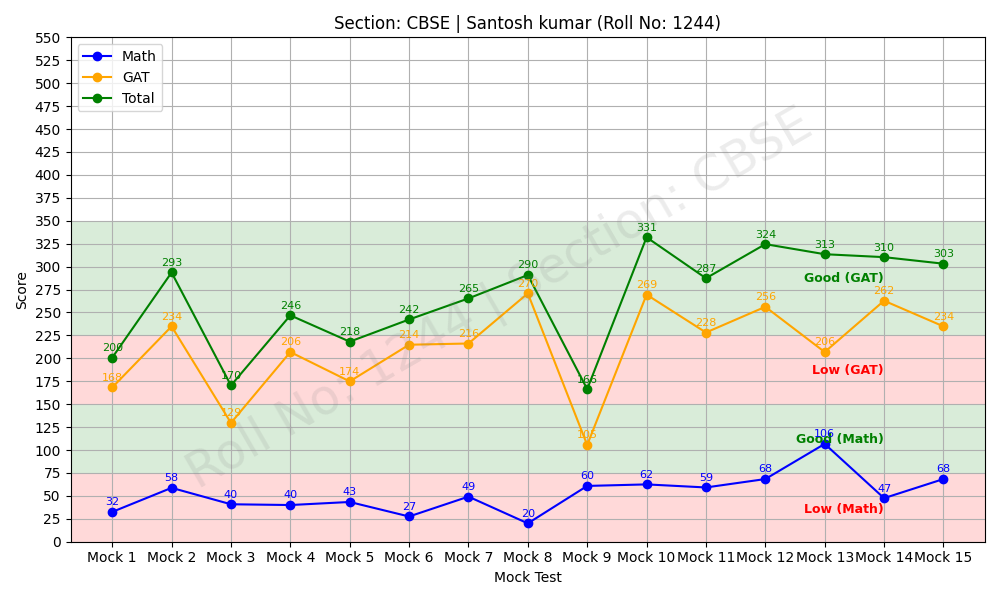 Section: CBSE | Santosh kumar (Roll No: 1244)
Math
GAT
Total
Score
550
525
500
475
450
425
400
375
350
325
300
275
250
225
200
175
150
125
100
75
50
25
0
Roll No: 1244 | Section: CBSE
200 293 170 246 218 242 265 290 166 331 287 324 313 310 303
168 234 129 206 174 214 216 270 105 269 228 256 206 262 234
32 58 40 40 43 27 49 20 60 62 59 68 106 47 68
Good (GAT)
Low (GAT)
Good (Math)
Low (Math)
Mock 1 Mock 2 Mock 3 Mock 4 Mock 5 Mock 6 Mock 7 Mock 8 Mock 9 Mock 10 Mock 11 Mock 12 Mock 13 Mock 14 Mock 15
Mock Test